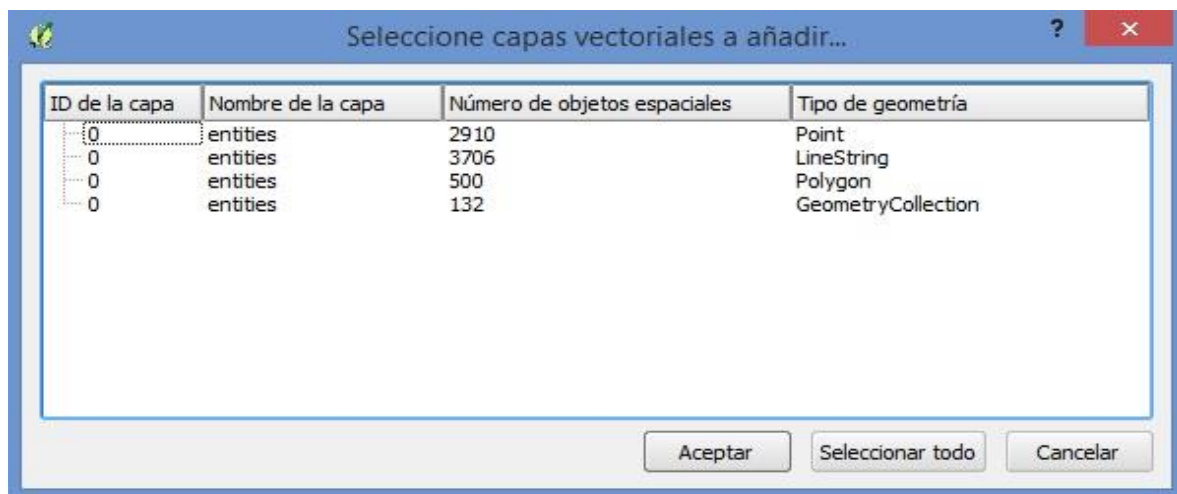 Seleccione capas vectoriales a añadir...
?
ID de la capa Nombre de la capa Número de objetos espaciales Tipo de geometría
0 entities 2910 Point
0 entities 3706 LineString
0 entities 500 Polygon
0 entities 132 GeometryCollection
Aceptar Seleccionar todo Cancelar